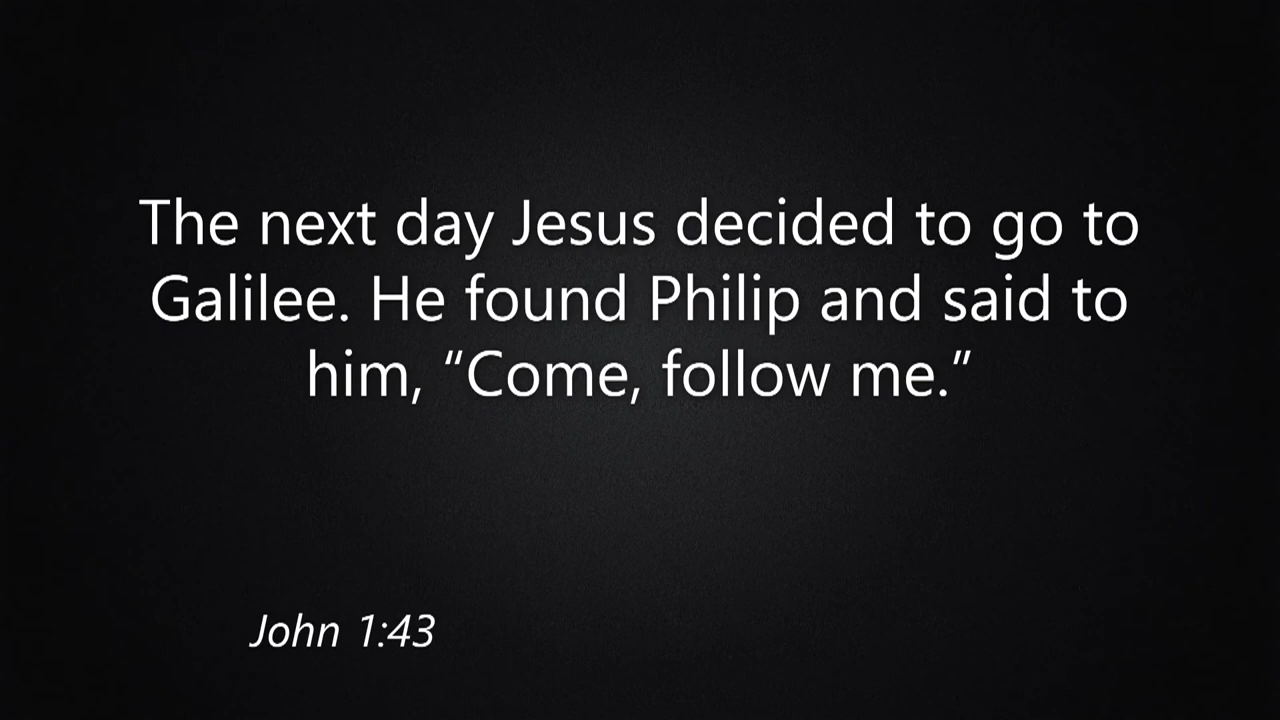 The next day Jesus decided to go to
Galilee. He found Philip and said to
him, “Come, follow me.”
John 1:43